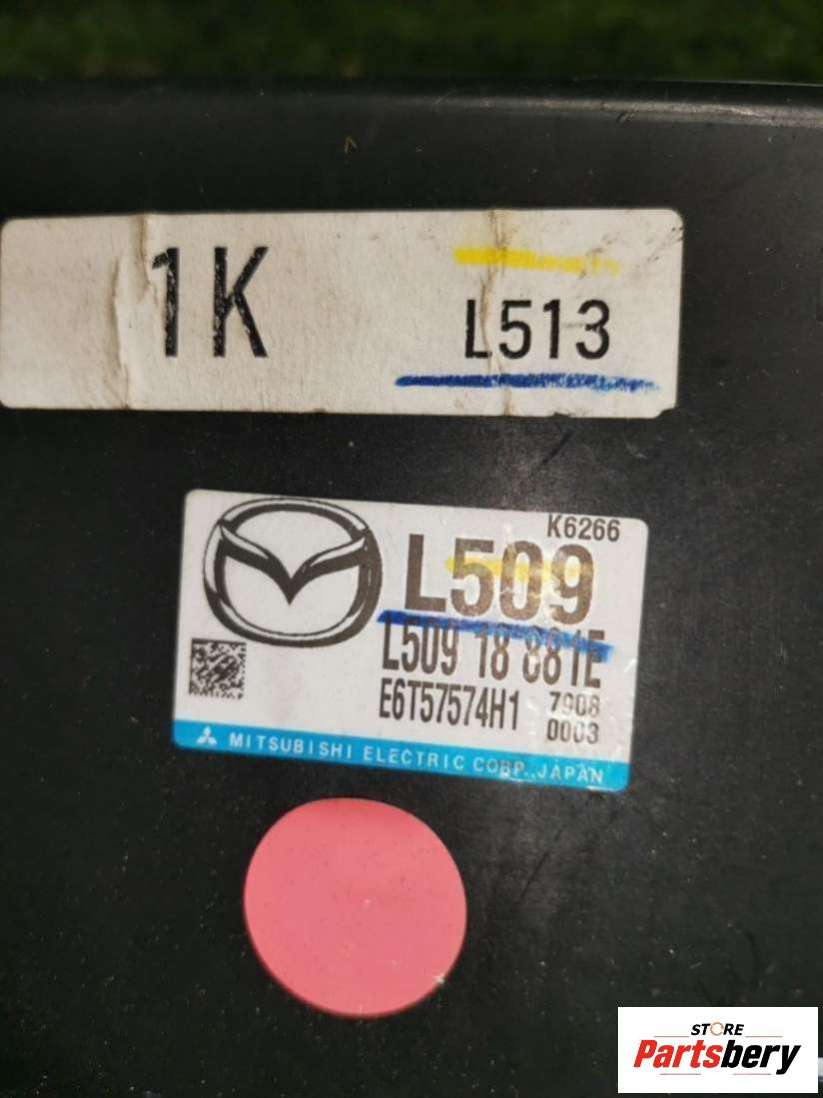 1K
L513
K6266
L509
L509 18 881E
E6T57574H1 7908
0003
MITSUBISHI ELECTRIC CORP., JAPAN
STORE
Partsbery